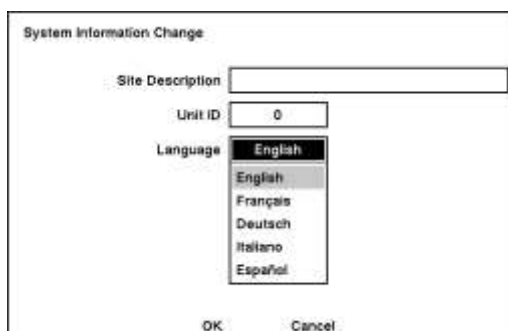 System Information Change
Site Description
Unit ID 0
Language English
English
Français
Deutsch
Italiano
Español
OK Cancel